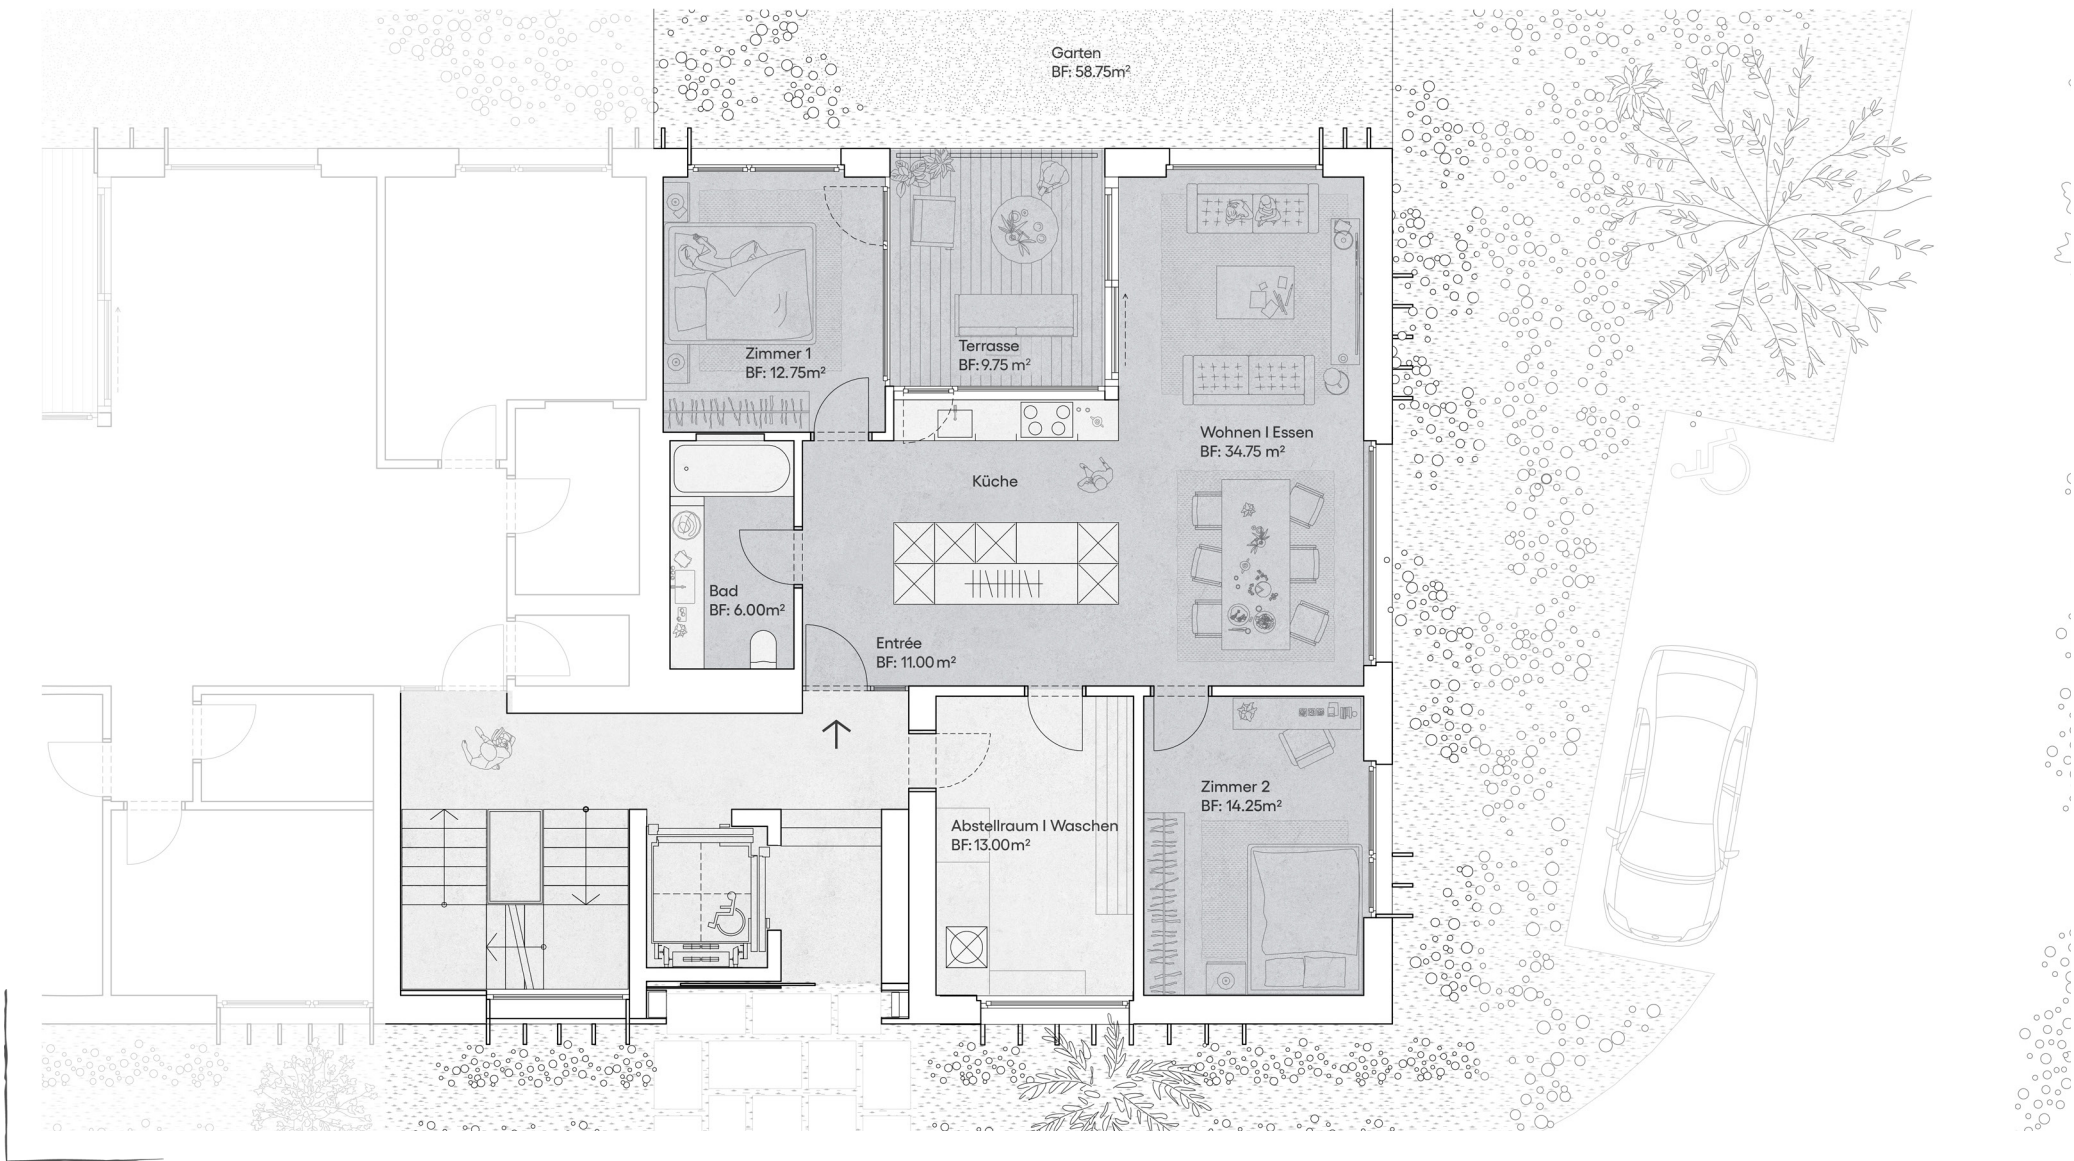 Garten
BF: 58.75m²
Zimmer 1
BF: 12.75m²
Terrasse
BF: 9.75 m²
Wohnen I Essen
BF: 34.75 m²
Küche
Bad
BF: 6.00m²
Entrée
BF: 11.00 m²
Zimmer 2
BF: 14.25m²
Abstellraum I Waschen
BF: 13.00m²